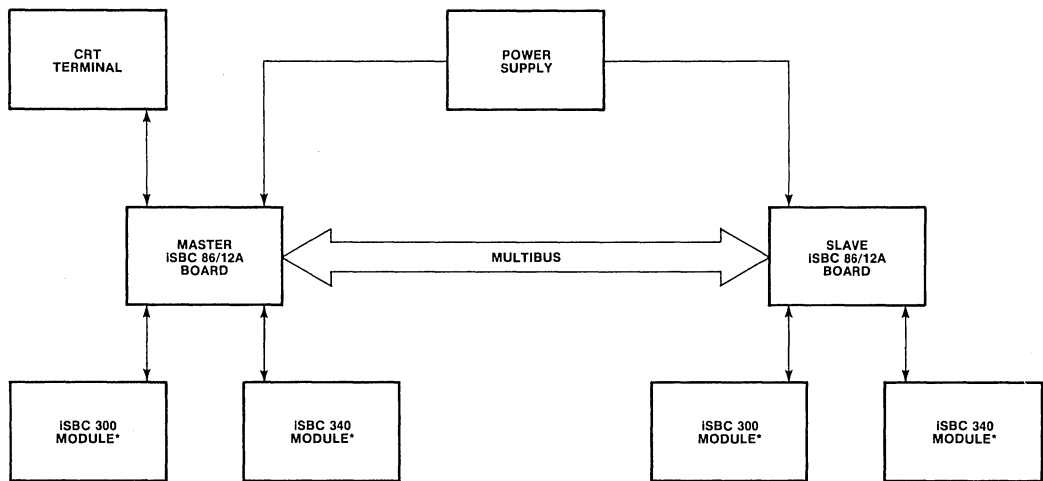 CRT
TERMINAL
POWER
SUPPLY
MASTER
iSBC 86/12A
BOARD
MULTIBUS
SLAVE
iSBC 86/12A
BOARD
iSBC 300
MODULE*
iSBC 340
MODULE*
iSBC 300
MODULE*
iSBC 340
MODULE*